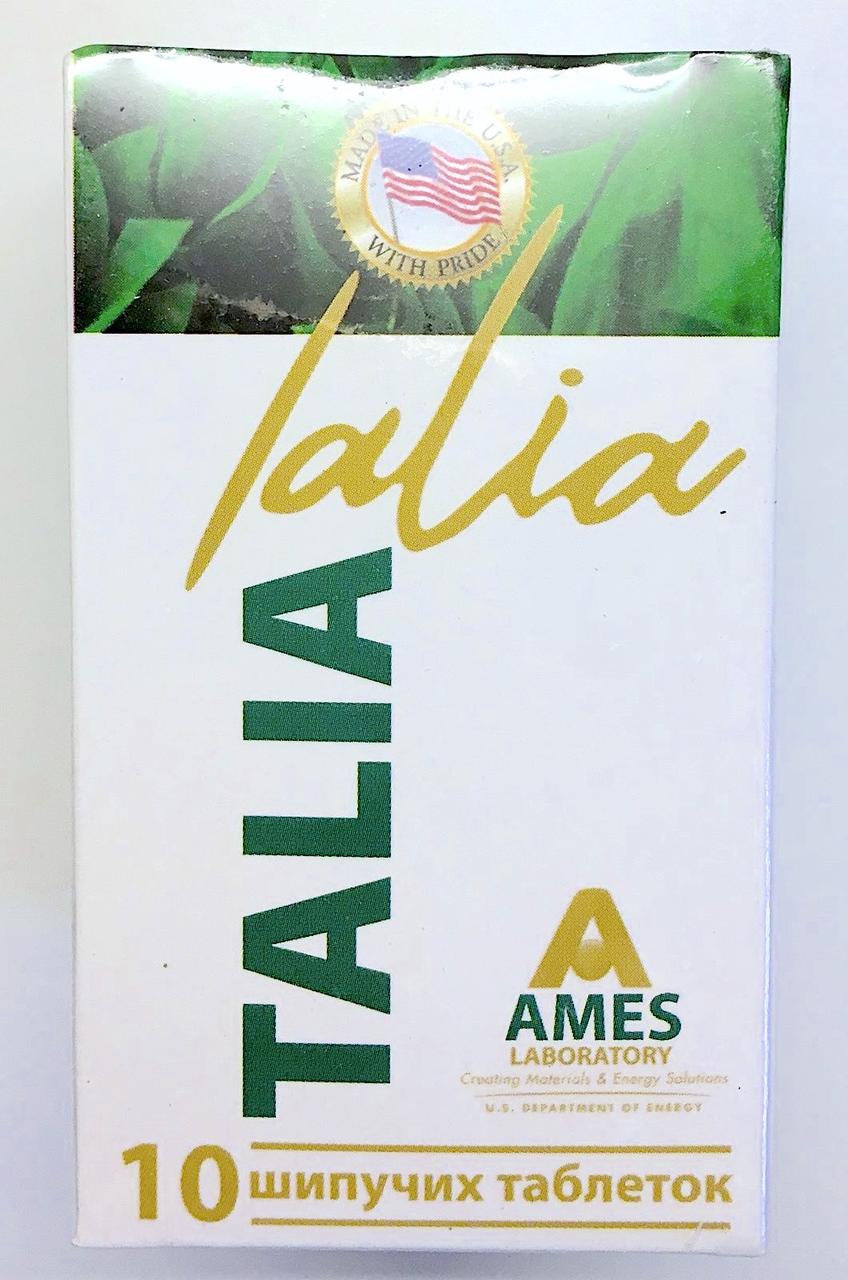 MADE IN THE U.S.A.
WITH PRIDE
Talia
TALIA
AMES
LABORATORY
Creating Materials & Energy Solutions
U.S. DEPARTMENT OF ENERGY
10 шипучих таблеток